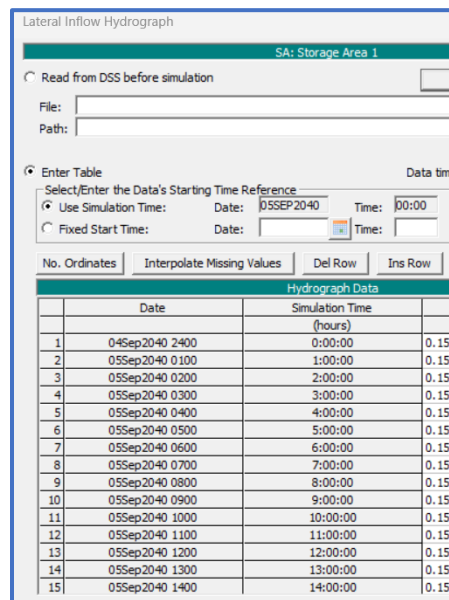 Lateral Inflow Hydrograph
SA: Storage Area 1
Read from DSS before simulation
File:
Path:
Enter Table Data tim
Select/Enter the Data's Starting Time Reference
Use Simulation Time: Date: 05SEP2040 Time: 00:00
Fixed Start Time: Date: Time:
No. Ordinates Interpolate Missing Values Del Row Ins Row
Hydrograph Data
Date Simulation Time
(hours)
1 04Sep2040 2400 0:00:00 0.15
2 05Sep2040 0100 1:00:00 0.15
3 05Sep2040 0200 2:00:00 0.15
4 05Sep2040 0300 3:00:00 0.15
5 05Sep2040 0400 4:00:00 0.15
6 05Sep2040 0500 5:00:00 0.15
7 05Sep2040 0600 6:00:00 0.15
8 05Sep2040 0700 7:00:00 0.15
9 05Sep2040 0800 8:00:00 0.15
10 05Sep2040 0900 9:00:00 0.15
11 05Sep2040 1000 10:00:00 0.15
12 05Sep2040 1100 11:00:00 0.15
13 05Sep2040 1200 12:00:00 0.15
14 05Sep2040 1300 13:00:00 0.15
15 05Sep2040 1400 14:00:00 0.15